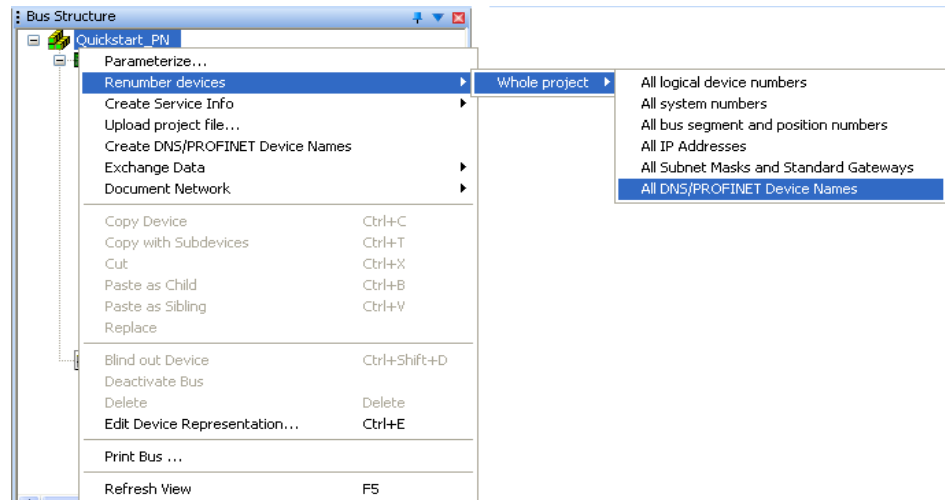 Bus Structure
Quickstart_PN
Parameterize...
Renumber devices
Whole project
All logical device numbers
All system numbers
All bus segment and position numbers
All IP Addresses
All Subnet Masks and Standard Gateways
All DNS/PROFINET Device Names
Create Service Info
Upload project file...
Create DNS/PROFINET Device Names
Exchange Data
Document Network
Copy Device Ctrl+C
Copy with Subdevices Ctrl+T
Cut Ctrl+X
Paste as Child Ctrl+B
Paste as Sibling Ctrl+V
Replace
Blind out Device Ctrl+Shift+D
Deactivate Bus
Delete Delete
Edit Device Representation... Ctrl+E
Print Bus ...
Refresh View F5